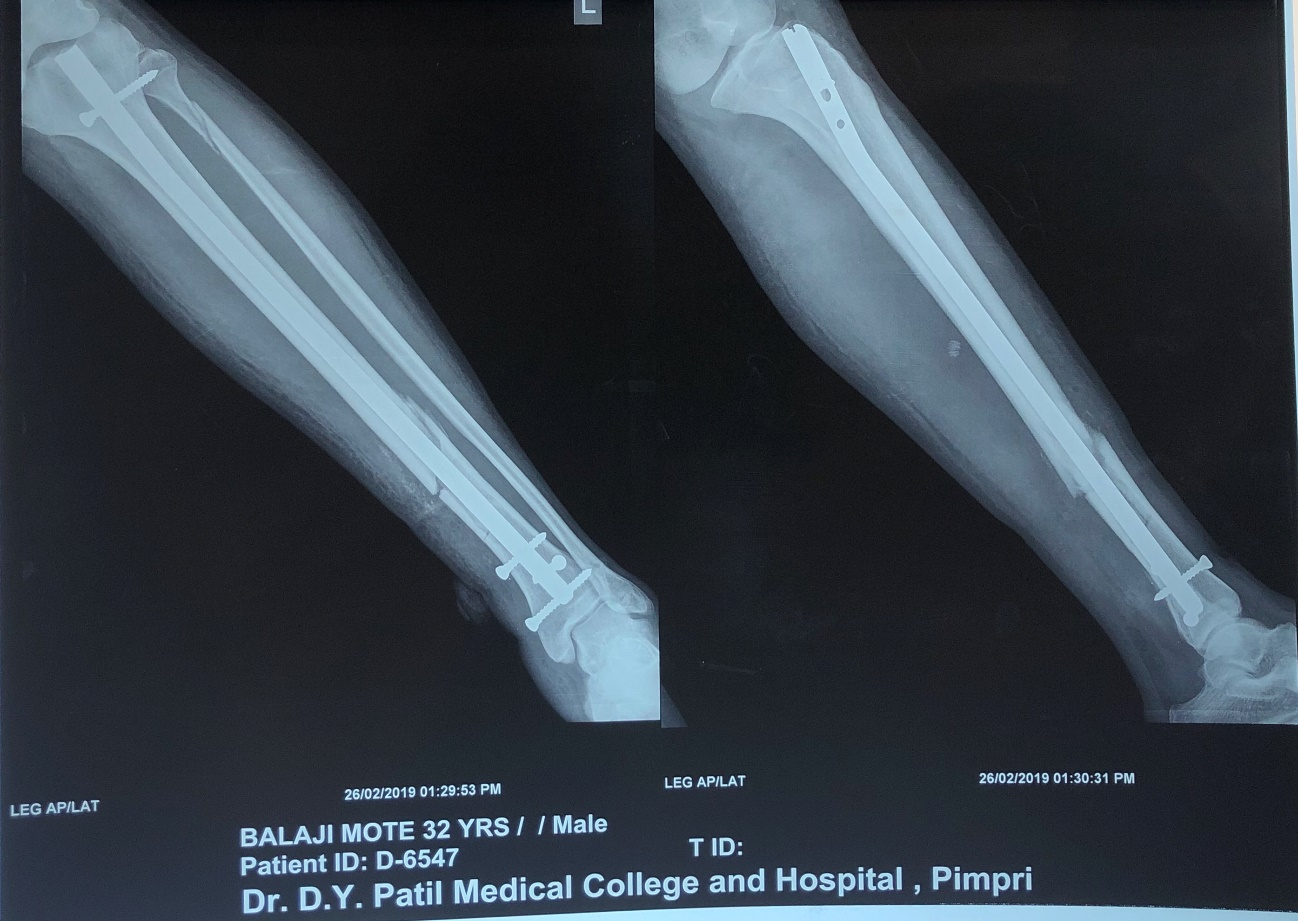 L
LEG AP/LAT
26/02/2019 01:29:53 PM
LEG AP/LAT
26/02/2019 01:30:31 PM
BALAJI MOTE 32 YRS / / Male
Patient ID: D-6547
T ID:
Dr. D.Y. Patil Medical College and Hospital , Pimpri